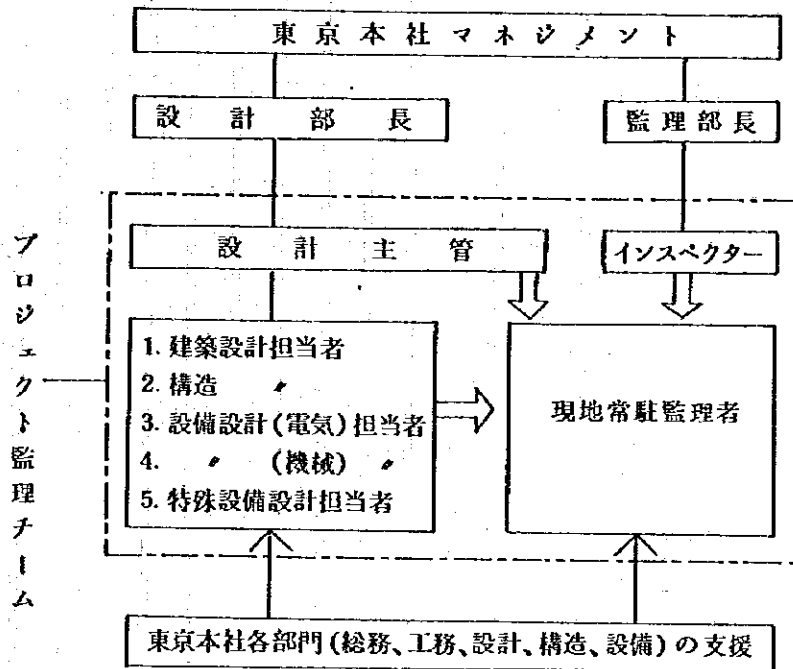 東京本社マネジメント
設計部長
監理部長
プロジェクト監理チーム
設計主管
インスペクター
1. 建築設計担当者
2. 構造 〃
3. 設備設計(電気)担当者
4. 〃 (機械) 〃
5. 特殊設備設計担当者
現地常駐監理者
東京本社各部門(総務、工務、設計、構造、設備)の支援